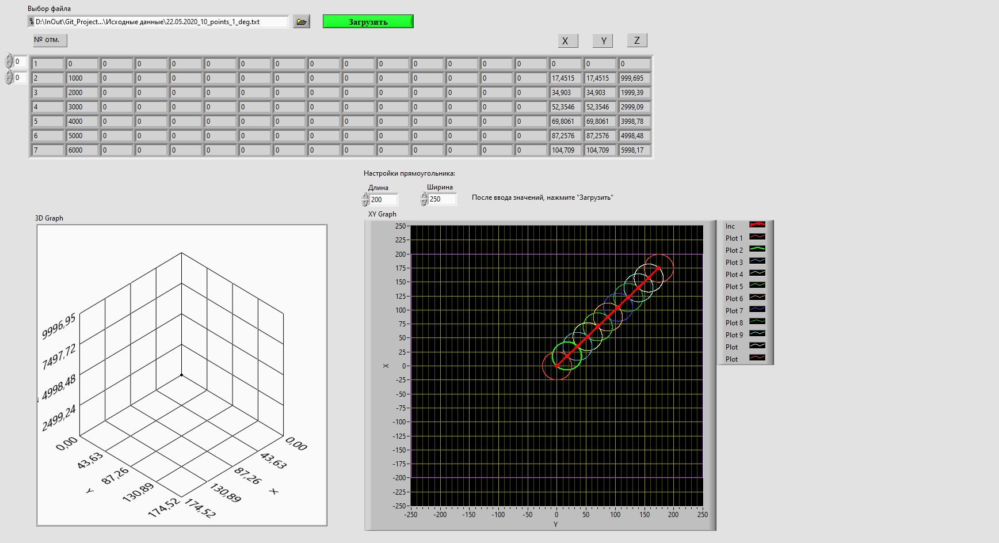 Выбор файла
D:\InOut\Git_Project...\Исходные данные\22.05.2020_10_points_1_deg.txt
Загрузить
№ отм.
X Y Z
0
0
1 0 0 0 0 0 0 0 0 0 0 0 0 0 0 0 0 0
2 1000 0 0 0 0 0 0 0 0 0 0 0 0 0 17,4515 17,4515 999,695
3 2000 0 0 0 0 0 0 0 0 0 0 0 0 0 34,903 34,903 1999,39
4 3000 0 0 0 0 0 0 0 0 0 0 0 0 0 52,3546 52,3546 2999,09
5 4000 0 0 0 0 0 0 0 0 0 0 0 0 0 69,8061 69,8061 3998,78
6 5000 0 0 0 0 0 0 0 0 0 0 0 0 0 87,2576 87,2576 4998,48
7 6000 0 0 0 0 0 0 0 0 0 0 0 0 0 104,709 104,709 5998,17
Настройки прямоугольника:
Длина Ширина
200 250 После ввода значений, нажмите "Загрузить"
3D Graph
9996,95
7497,72
4998,48
2499,24
0,00
43,63
87,26
130,89
174,52
Y
0,00
43,63
87,26
130,89
174,52
X
XY Graph
250
225
200
175
150
125
100
75
50
25
0
-25
-50
-75
-100
-125
-150
-175
-200
-225
-250
X
-250 -200 -150 -100 -50 0 50 100 150 200 250
Y
Inc
Plot 1
Plot 2
Plot 3
Plot 4
Plot 5
Plot 6
Plot 7
Plot 8
Plot 9
Plot
Plot